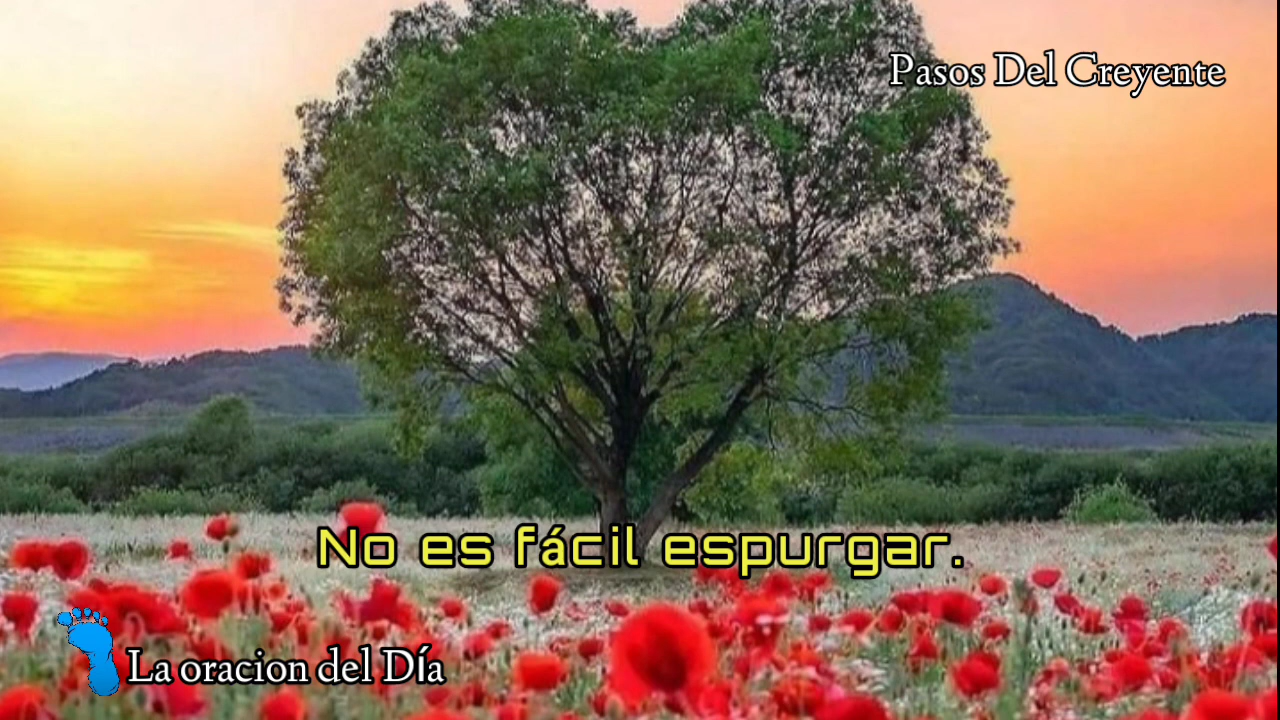 Pasos Del Creyente
No es fácil espurgar.
La oracion del Día